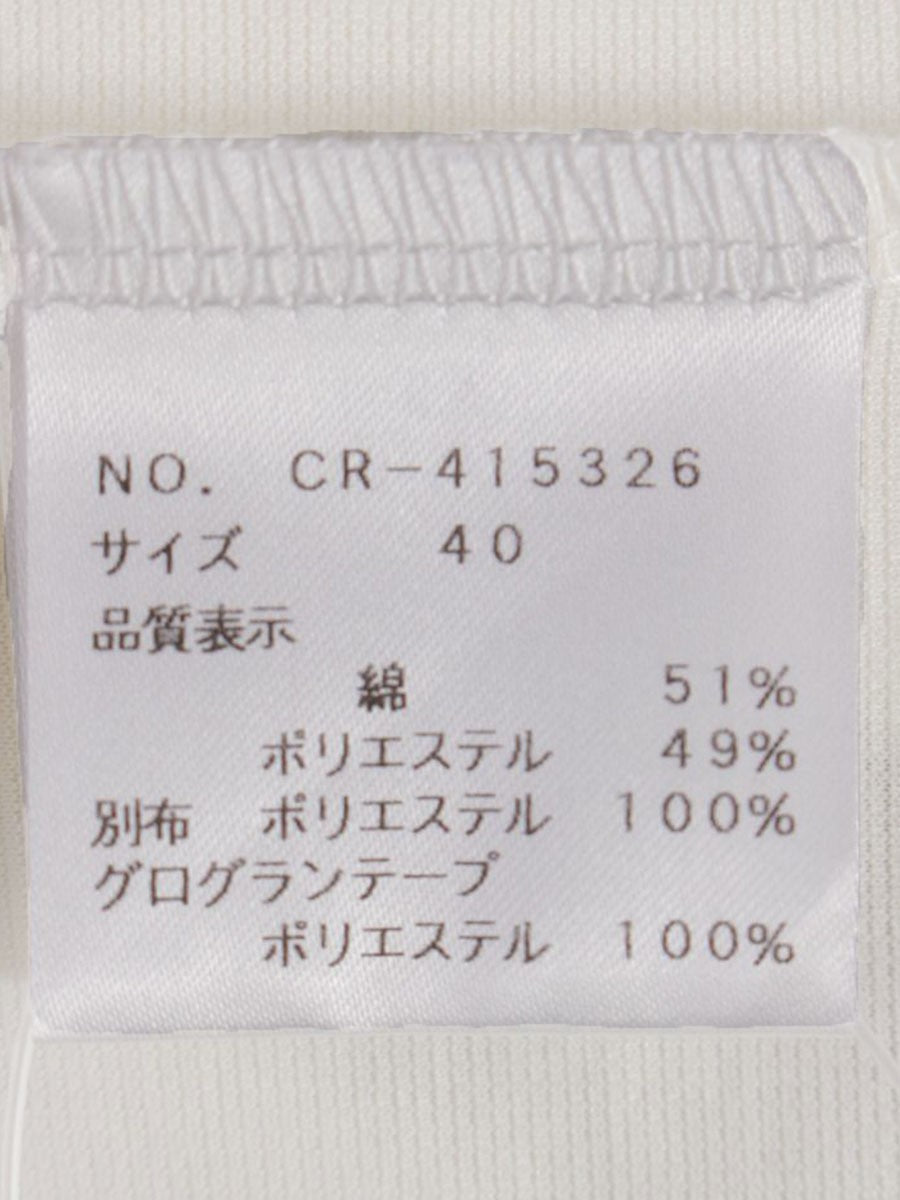 NO. CR-415326
サイズ 40
品質表示
綿 51%
ポリエステル 49%
別布 ポリエステル 100%
グログランテープ
ポリエステル 100%